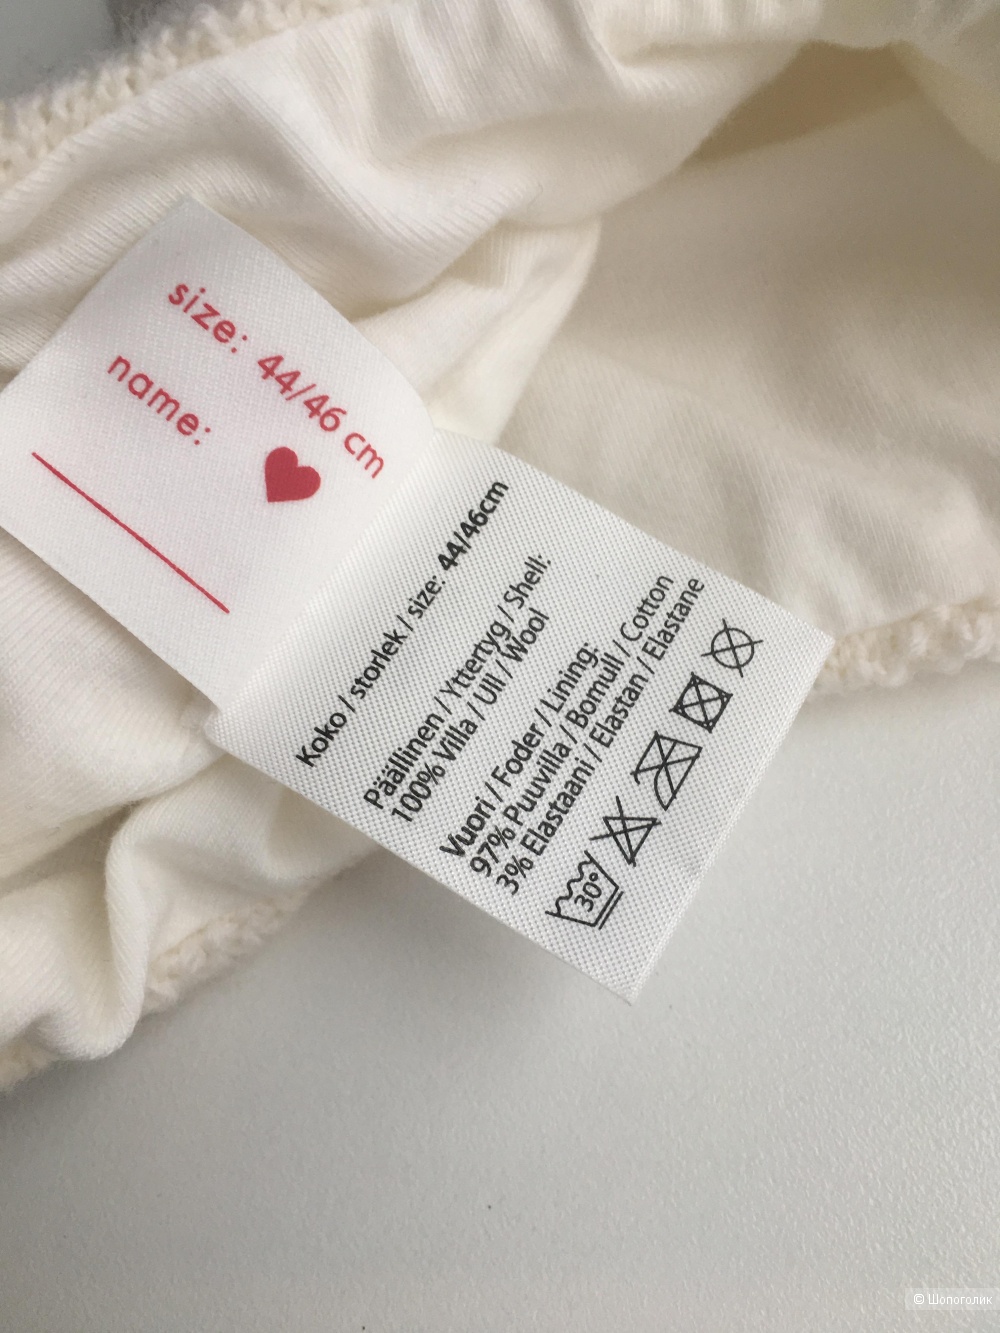 size: 44/46 cm
name:
Koko / storlek / size: 44/46cm
Päällinen / Yttertyg / Shell:
100% Villa / Ull / Wool
Vuori / Foder / Lining:
97% Puuvilla / Bomull / Cotton
3% Elastaani / Elastan / Elastane
30°
© Шопоголик